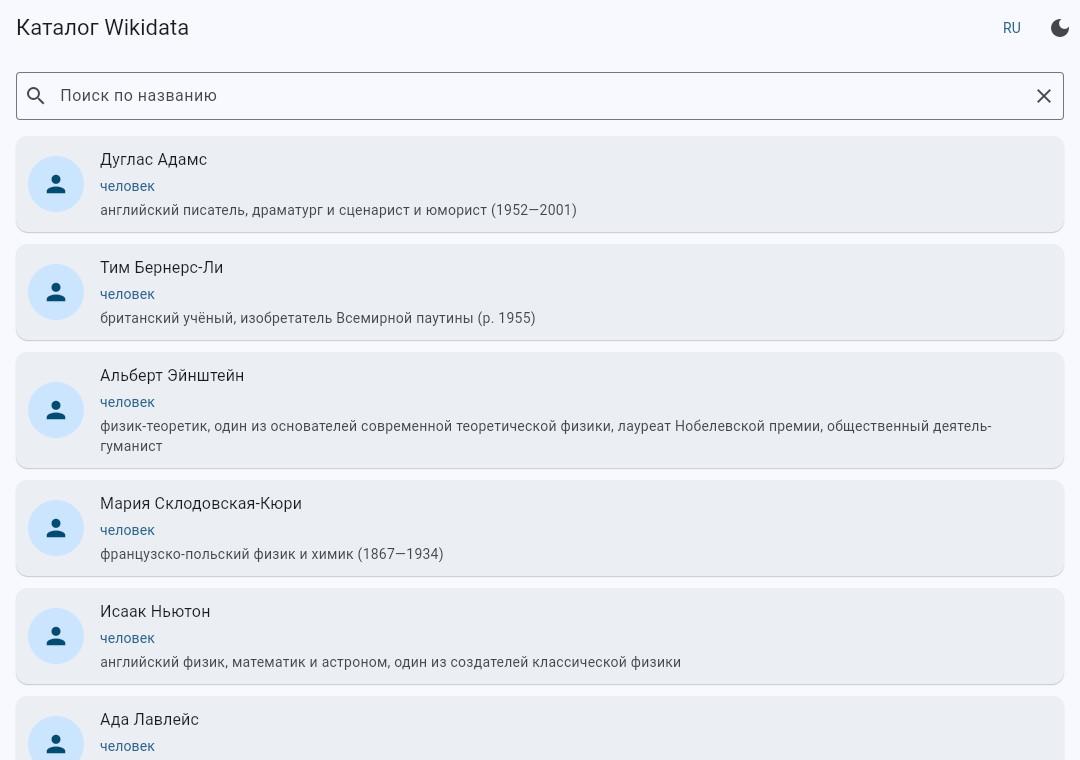 Каталог Wikidata
RU
Поиск по названию
Дуглас Адамс
человек
английский писатель, драматург и сценарист и юморист (1952—2001)
Тим Бернерс-Ли
человек
британский учёный, изобретатель Всемирной паутины (р. 1955)
Альберт Эйнштейн
человек
физик-теоретик, один из основателей современной теоретической физики, лауреат Нобелевской премии, общественный деятель-
гуманист
Мария Склодовская-Кюри
человек
французско-польский физик и химик (1867—1934)
Исаак Ньютон
человек
английский физик, математик и астроном, один из создателей классической физики
Ада Лавлейс
человек